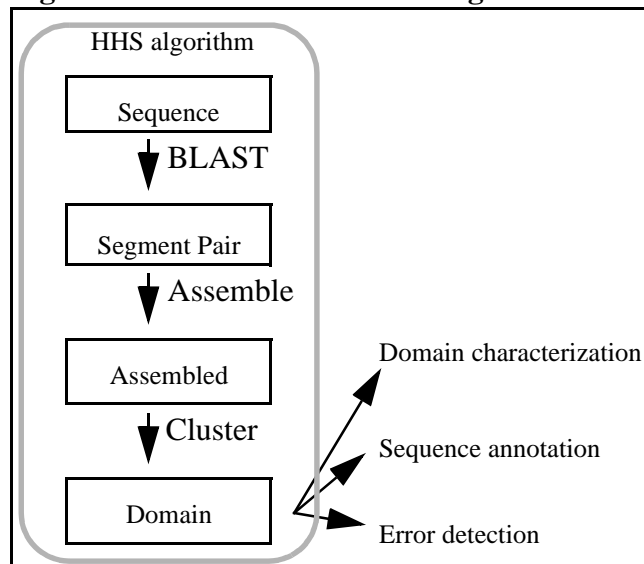 HHS algorithm
Sequence
BLAST
Segment Pair
Assemble
Assembled
Cluster
Domain
Domain characterization
Sequence annotation
Error detection